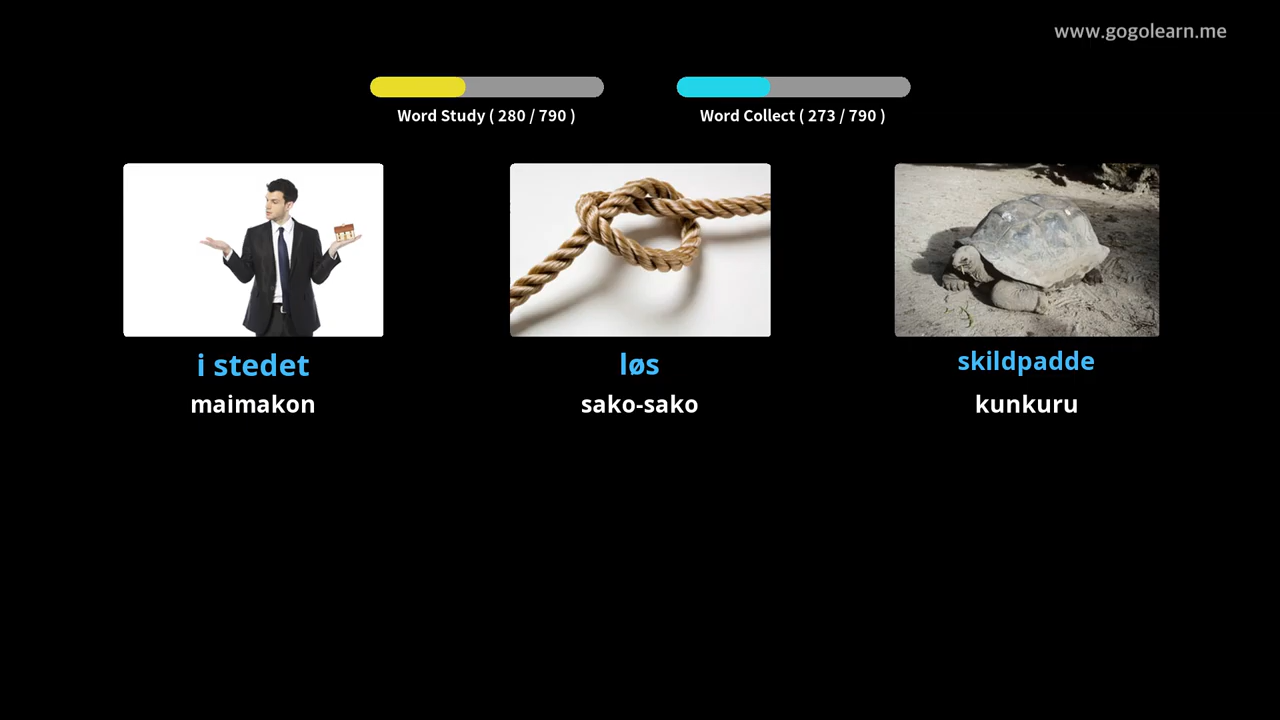 www.gogolearn.me
Word Study ( 280 / 790 )
Word Collect ( 273 / 790 )
i stedet
løs
skildpadde
maimakon
sako-sako
kunkuru